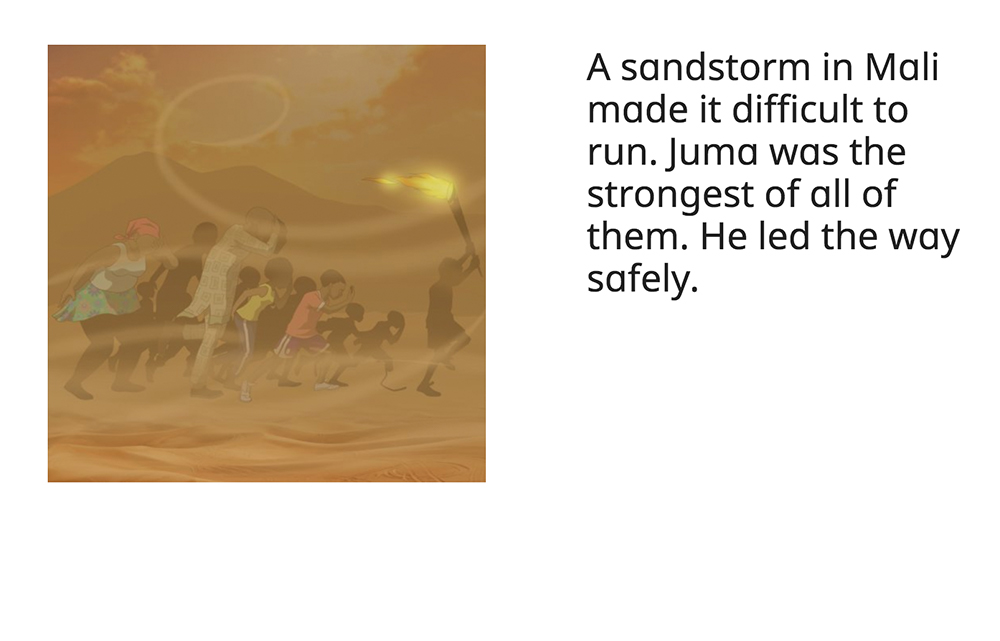 A sandstorm in Mali
made it difficult to
run. Juma was the
strongest of all of
them. He led the way
safely.